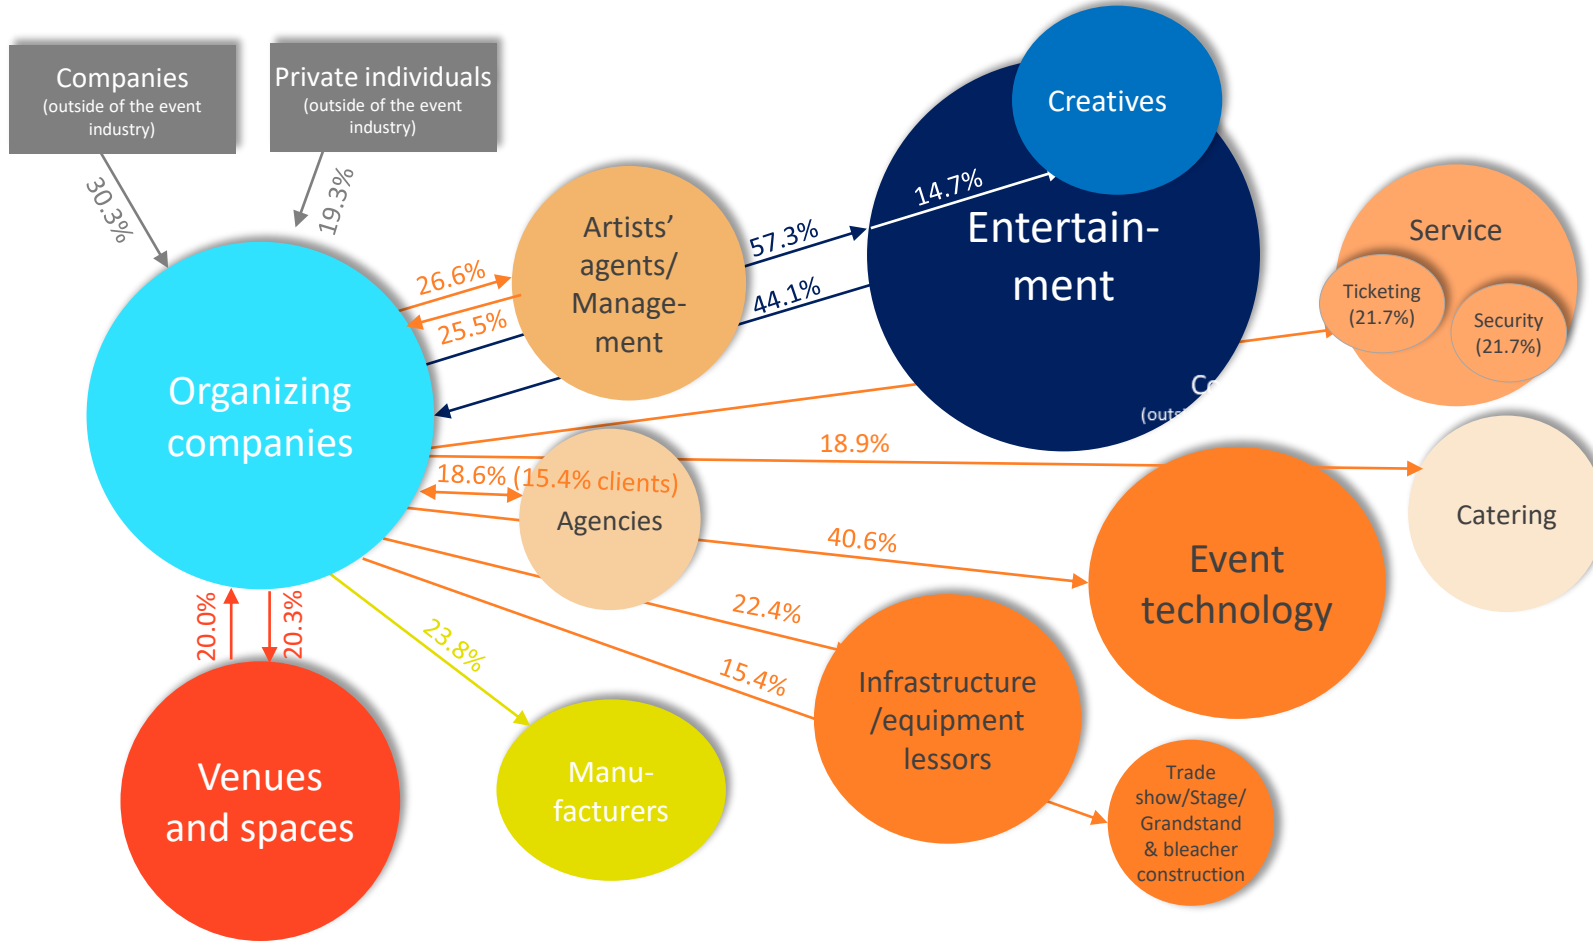 Companies
(outside of the event
industry)
Private individuals
(outside of the event
industry)
30.3%
19.3%
Creatives
14.7%
Entertain-
ment
Artists’
agents/
Manage-
ment
57.3%
44.1%
26.6%
25.5%
Service
Ticketing
(21.7%)
Security
(21.7%)
Organizing
companies
(outs
18.9%
18.6% (15.4% clients)
Agencies
Catering
40.6%
Event
technology
20.0%
20.3%
23.8%
22.4%
15.4%
Infrastructure
/equipment
lessors
Venues
and spaces
Manu-
facturers
Trade
show/Stage/
Grandstand
& bleacher
construction